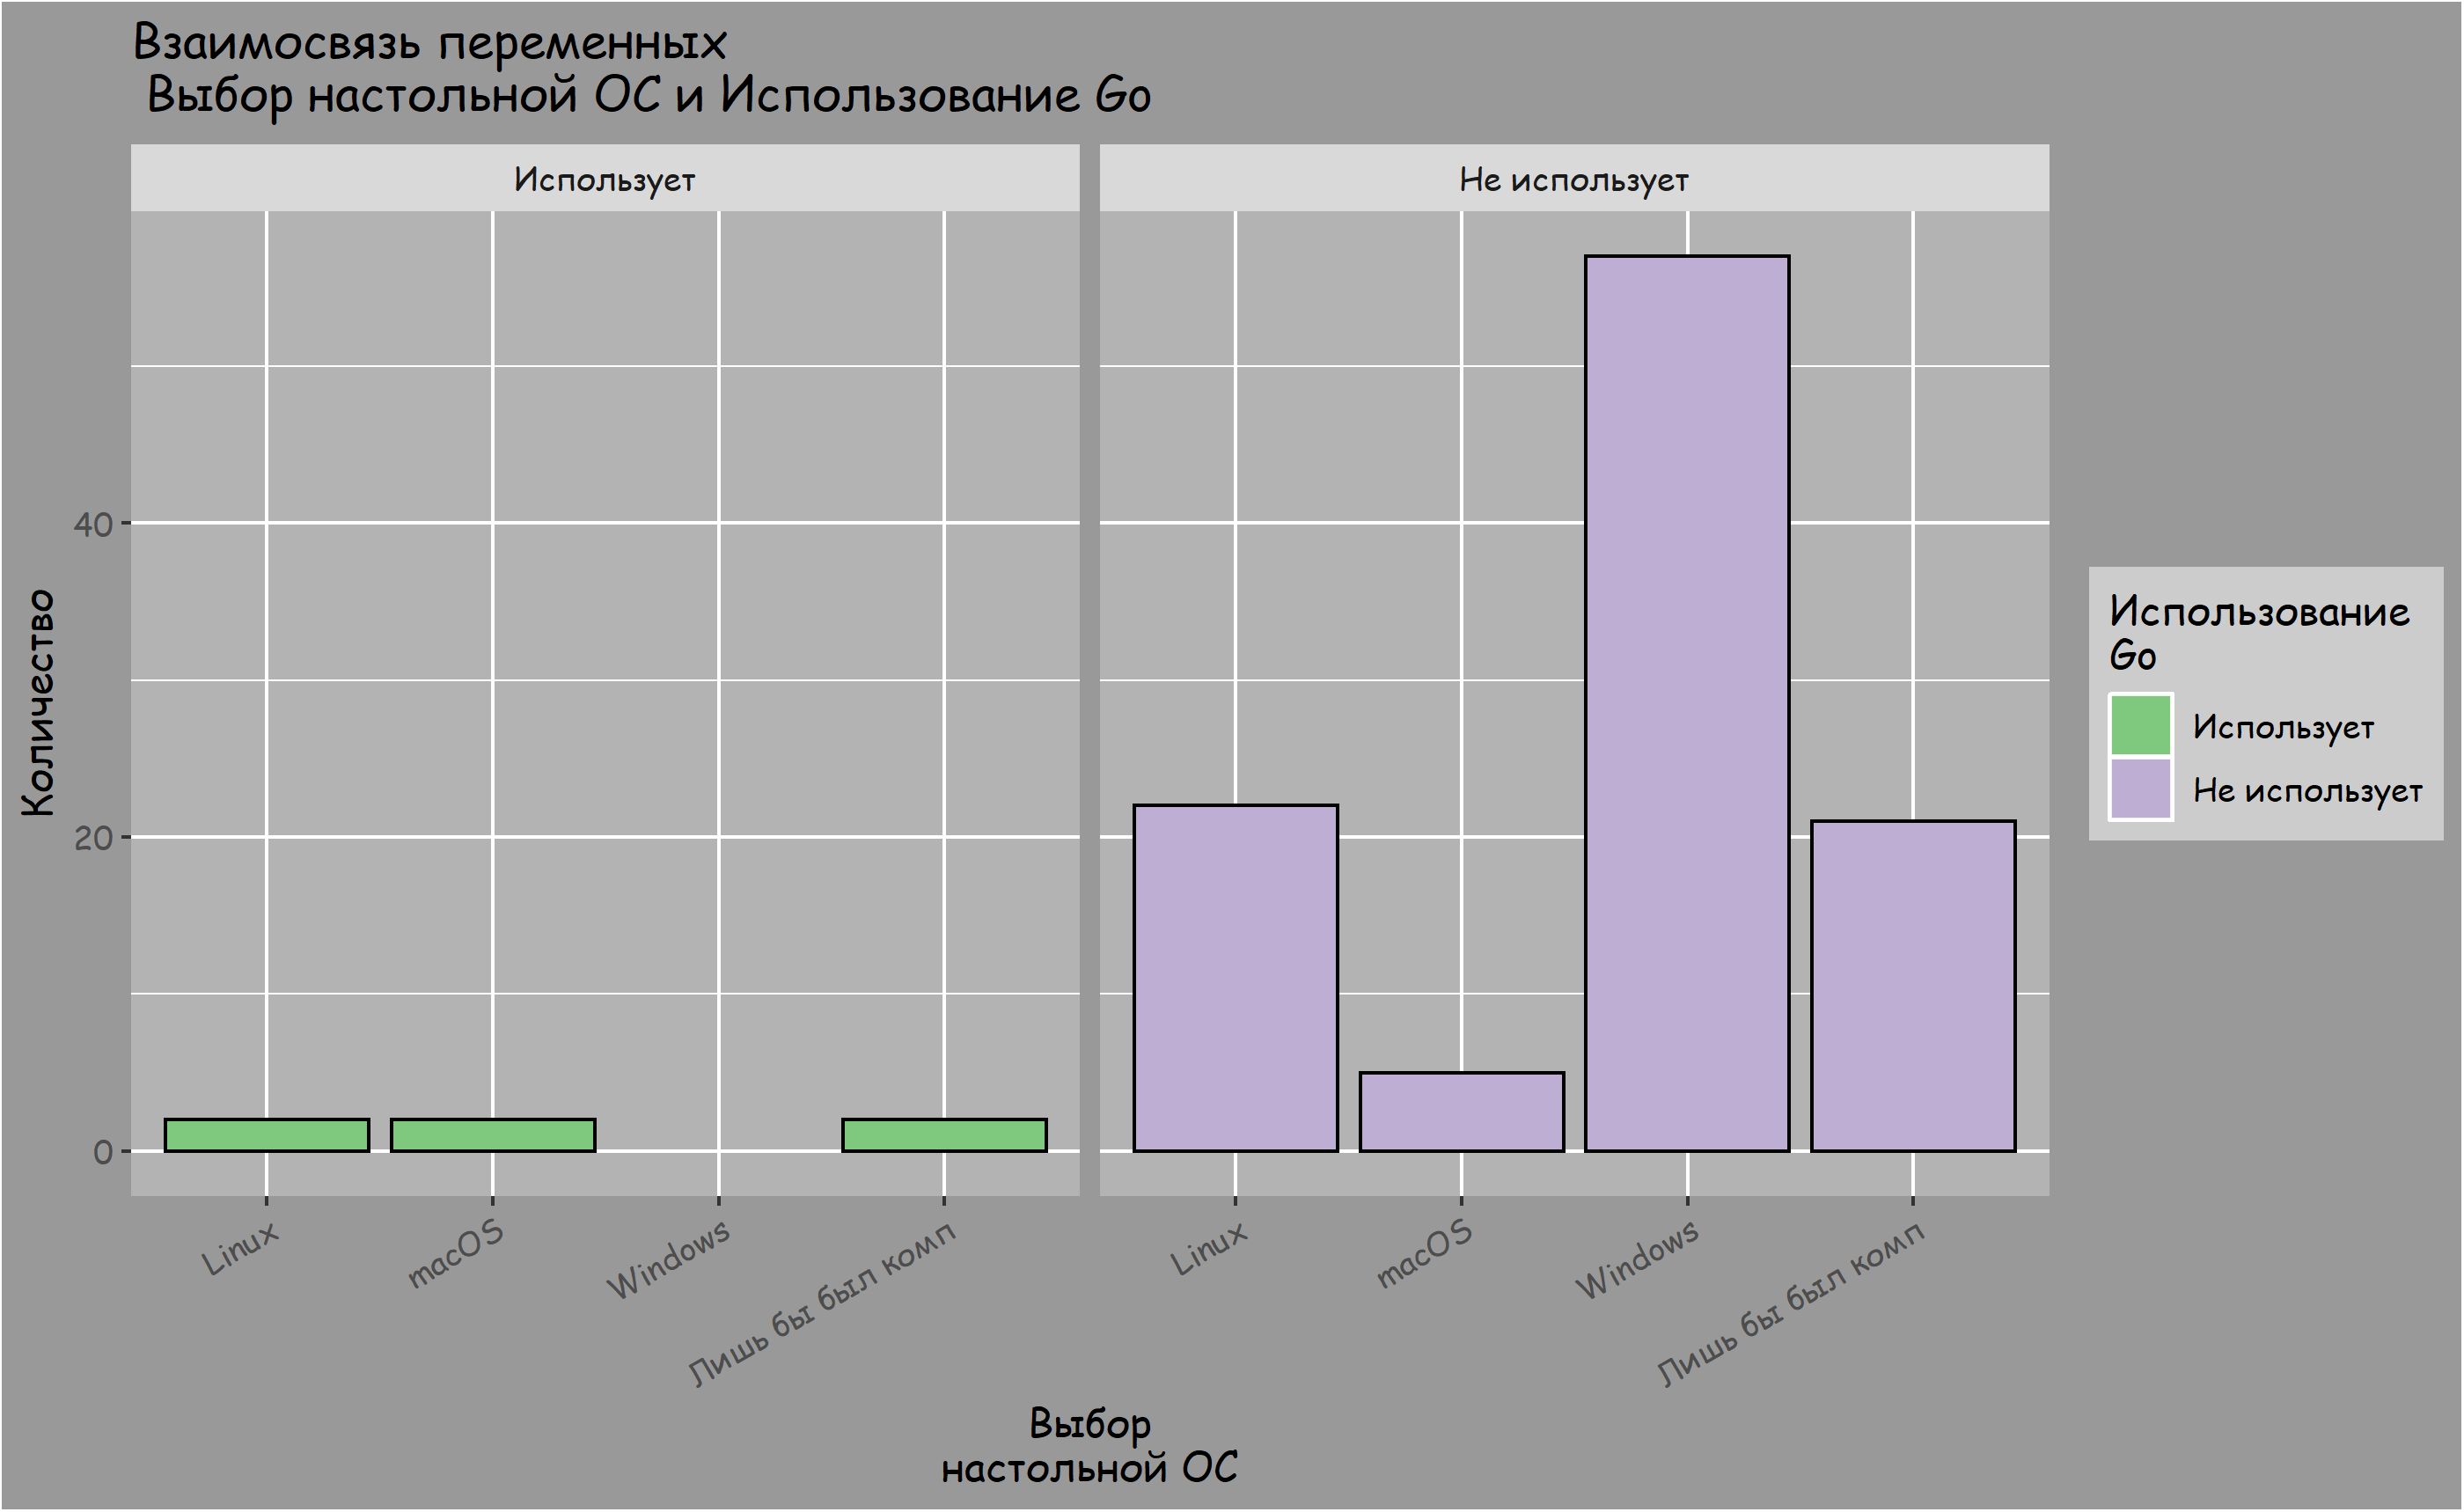 Взаимосвязь переменных
Выбор настольной ОС и Использование Go
Использует
Не использует
Количество
40
20
0
Linux
macOS
Windows
Лишь бы был комп
Linux
macOS
Windows
Лишь бы был комп
Выбор
настольной ОС
Использование
Go
Использует
Не использует